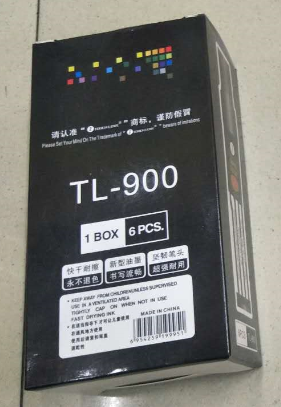 请认准“ ”商标，谨防假冒
Please Set Your Mind On The Trademark of “ ” beware of imitations
TL-900
1 BOX 6 PCS.
快干耐擦 新型油墨 坚韧笔头
永不退色 书写流畅 超强耐用
KEEP AWAY FROM CHILDREN UNLESS SUPERVISED
USE IN A VENTILATED AREA
TIGHTLY CAP ON WHEN NOT IN USE
FAST DRYING INK
MADE IN CHINA